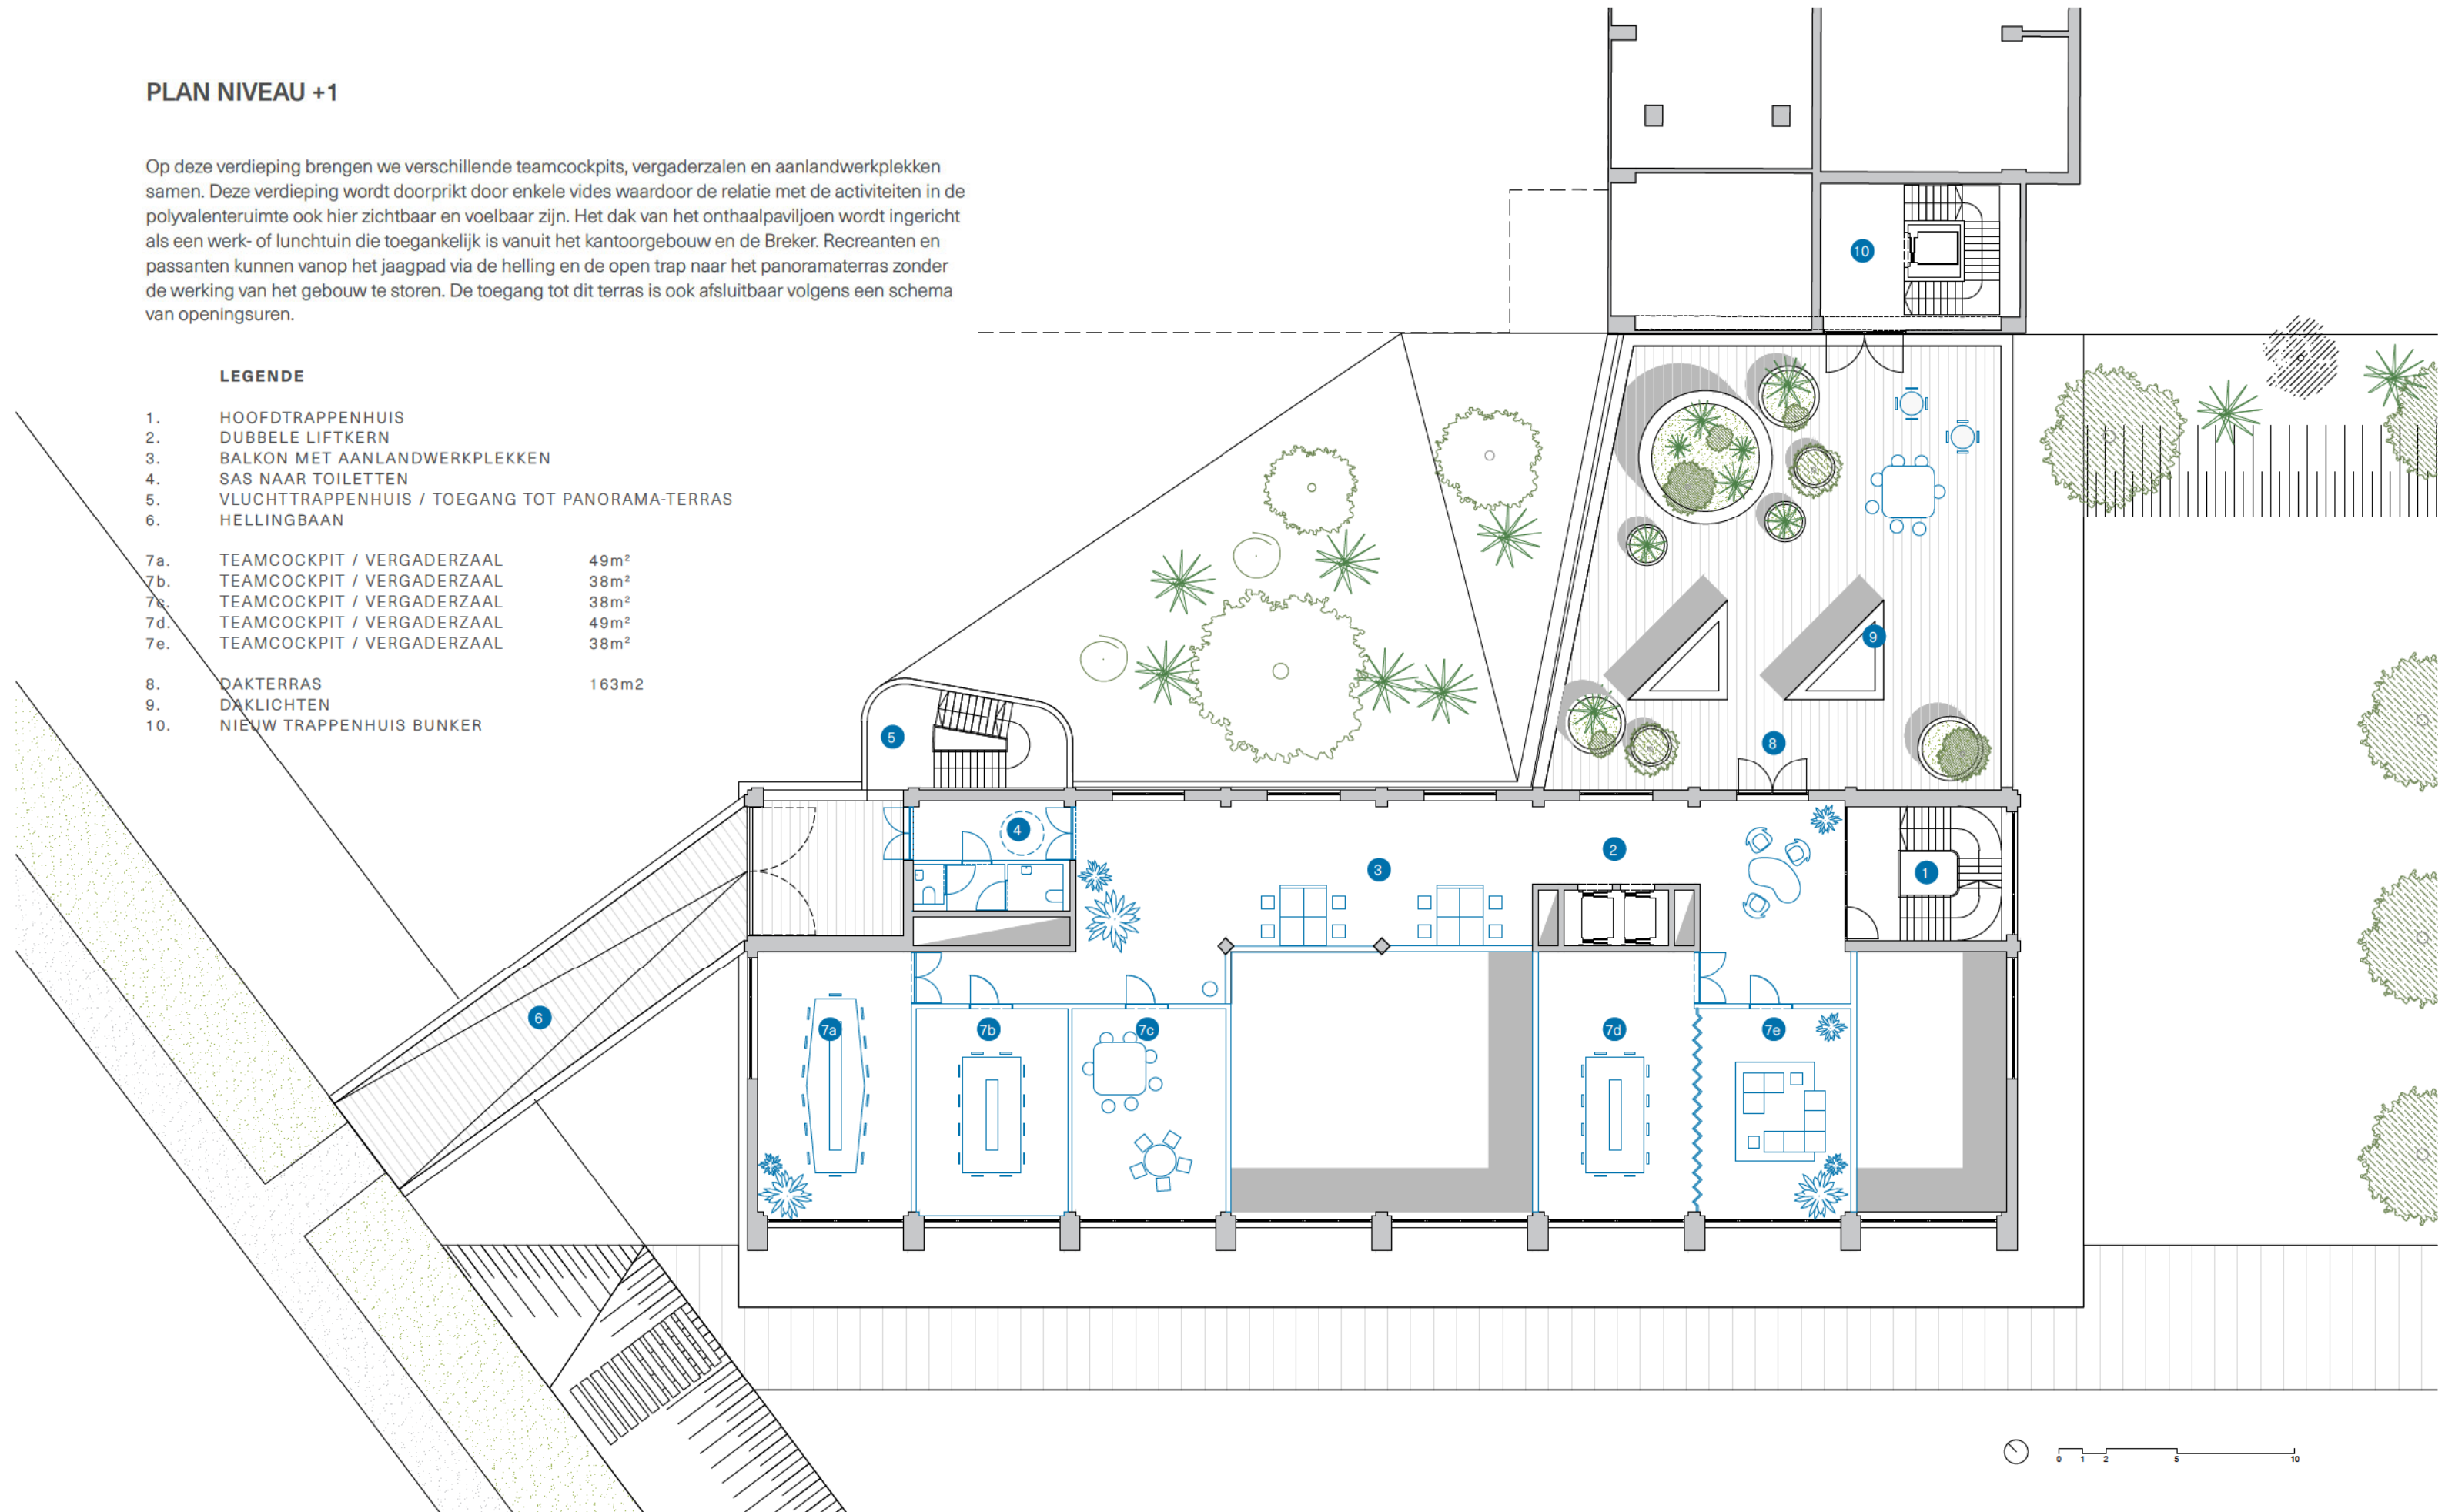 PLAN NIVEAU +1
Op deze verdieping brengen we verschillende teamcockpits, vergaderzalen en aanlandwerkplekken
samen. Deze verdieping wordt doorprikt door enkele vides waardoor de relatie met de activiteiten in de
polyvalenteruimte ook hier zichtbaar en voelbaar zijn. Het dak van het onthaalpaviljoen wordt ingericht
als een werk- of lunchtuin die toegankelijk is vanuit het kantoorgebouw en de Breker. Recreanten en
passanten kunnen vanop het jaagpad via de helling en de open trap naar het panoramaterras zonder
de werking van het gebouw te storen. De toegang tot dit terras is ook afsluitbaar volgens een schema
van openingsuren.
LEGENDE
1. HOOFDTRAPPENHUIS
2. DUBBELE LIFTKERN
3. BALKON MET AANLANDWERKPLEKKEN
4. SAS NAAR TOILETTEN
5. VLUCHTTRAPPENHUIS / TOEGANG TOT PANORAMA-TERRAS
6. HELLINGBAAN
7a. TEAMCOCKPIT / VERGADERZAAL 49m²
7b. TEAMCOCKPIT / VERGADERZAAL 38m²
7c. TEAMCOCKPIT / VERGADERZAAL 38m²
7d. TEAMCOCKPIT / VERGADERZAAL 49m²
7e. TEAMCOCKPIT / VERGADERZAAL 38m²
8. DAKTERRAS 163m2
9. DAKLICHTEN
10. NIEUW TRAPPENHUIS BUNKER
10
9
5
8
4
2
3
1
6
7a
7b
7c
7d
7e
0 1 2 5 10